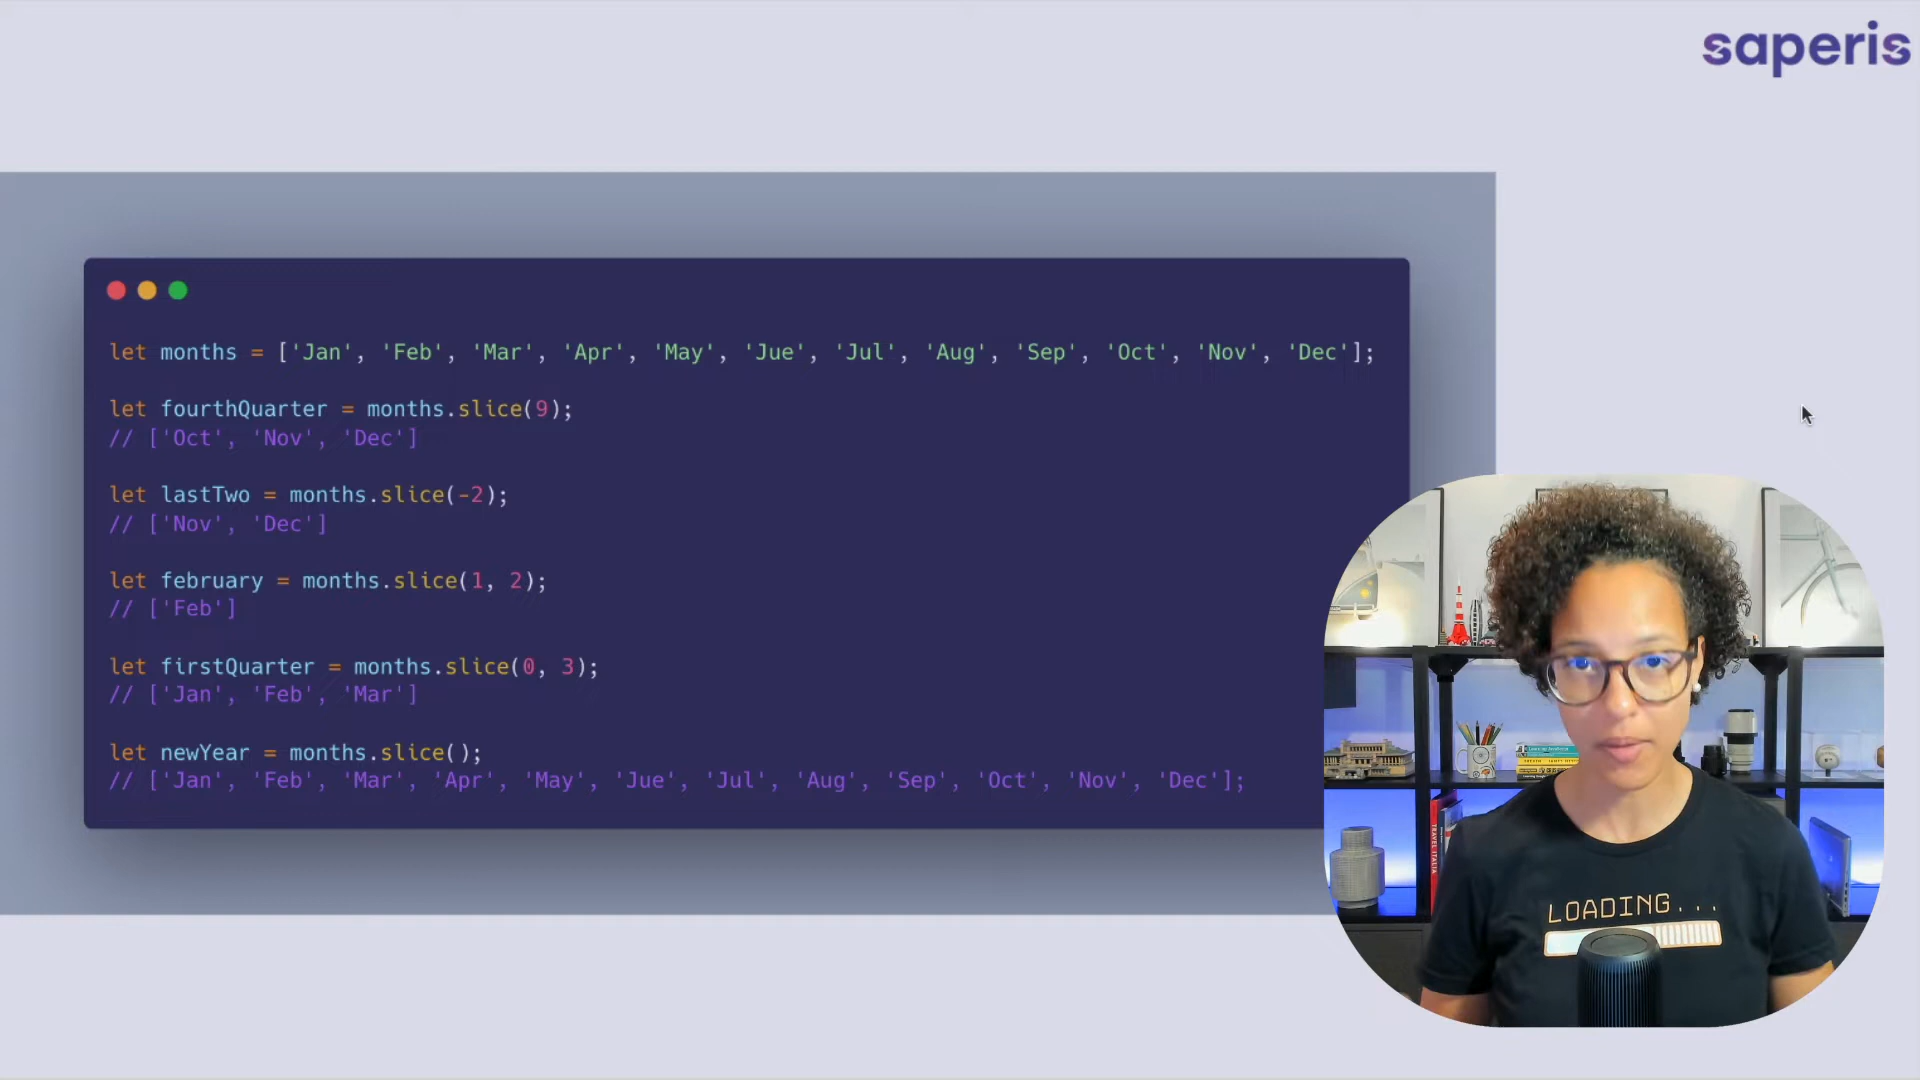 saperis
let months = ['Jan', 'Feb', 'Mar', 'Apr', 'May', 'Jue', 'Jul', 'Aug', 'Sep', 'Oct', 'Nov', 'Dec'];
let fourthQuarter = months.slice(9);
// ['Oct', 'Nov', 'Dec']
let lastTwo = months.slice(-2);
// ['Nov', 'Dec']
let february = months.slice(1, 2);
// ['Feb']
let firstQuarter = months.slice(0, 3);
// ['Jan', 'Feb', 'Mar']
let newYear = months.slice();
// ['Jan', 'Feb', 'Mar', 'Apr', 'May', 'Jue', 'Jul', 'Aug', 'Sep', 'Oct', 'Nov', 'Dec'];
TRAVEL ITALIA
LOADING...